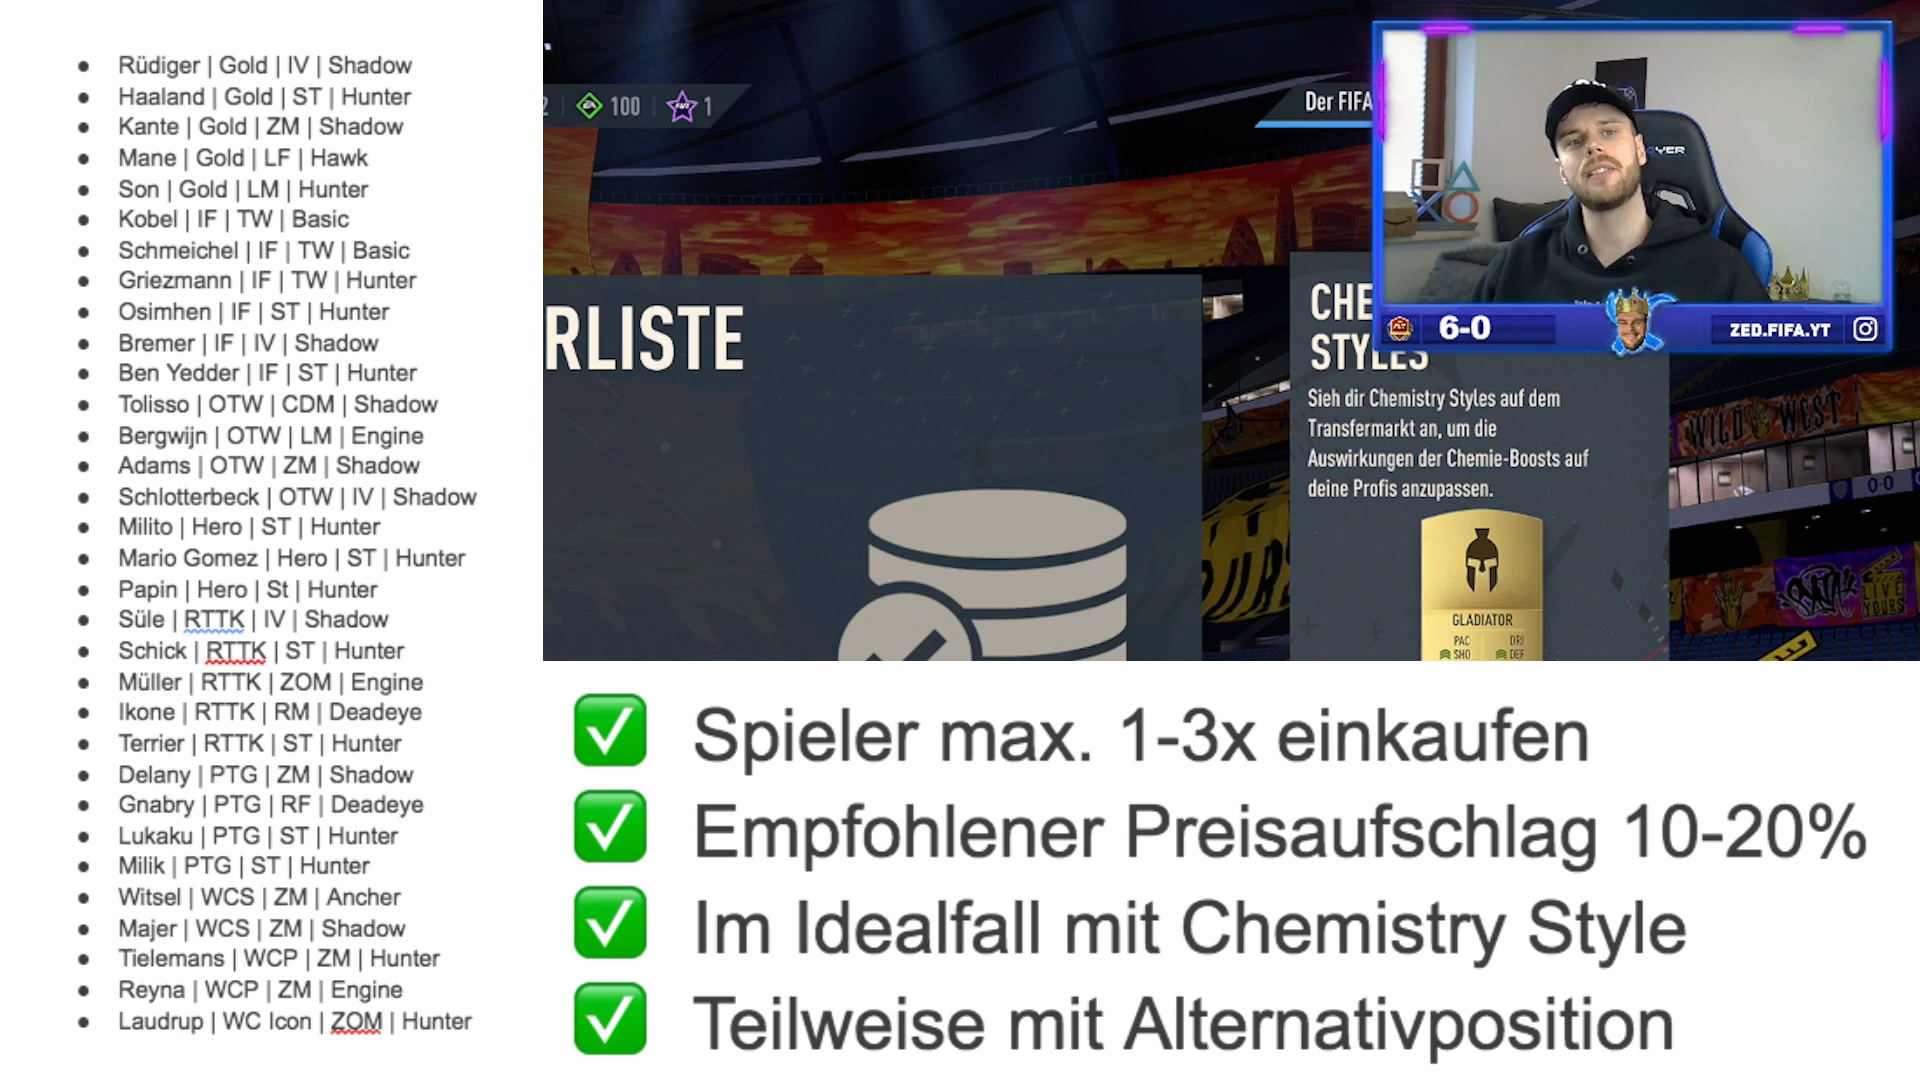 Rüdiger | Gold | IV | Shadow
Haaland | Gold | ST | Hunter
Kante | Gold | ZM | Shadow
Mane | Gold | LF | Hawk
Son | Gold | LM | Hunter
Kobel | IF | TW | Basic
Schmeichel | IF | TW | Basic
Griezmann | IF | TW | Hunter
Osimhen | IF | ST | Hunter
Bremer | IF | IV | Shadow
Ben Yedder | IF | ST | Hunter
Tolisso | OTW | CDM | Shadow
Bergwijn | OTW | LM | Engine
Adams | OTW | ZM | Shadow
Schlotterbeck | OTW | IV | Shadow
Milito | Hero | ST | Hunter
Mario Gomez | Hero | ST | Hunter
Papin | Hero | St | Hunter
Süle | RTTK | IV | Shadow
Schick | RTTK | ST | Hunter
Müller | RTTK | ZOM | Engine
Ikone | RTTK | RM | Deadeye
Terrier | RTTK | ST | Hunter
Delany | PTG | ZM | Shadow
Gnabry | PTG | RF | Deadeye
Lukaku | PTG | ST | Hunter
Milik | PTG | ST | Hunter
Witsel | WCS | ZM | Ancher
Majer | WCS | ZM | Shadow
Tielemans | WCP | ZM | Hunter
Reyna | WCP | ZM | Engine
Laudrup | WC Icon | ZOM | Hunter
2 100 1
Der FIFA
6-0
ZED.FIFA.YT
RLISTE
CHE
STYLES
Sieh dir Chemistry Styles auf dem
Transfermarkt an, um die
Auswirkungen der Chemie-Boosts auf
deine Profis anzupassen.
GLADIATOR
PAC DRI
SHO DEF
WILD WEST
0-0
LIVE
YOURS
Spieler max. 1-3x einkaufen
Empfohlener Preisaufschlag 10-20%
Im Idealfall mit Chemistry Style
Teilweise mit Alternativposition